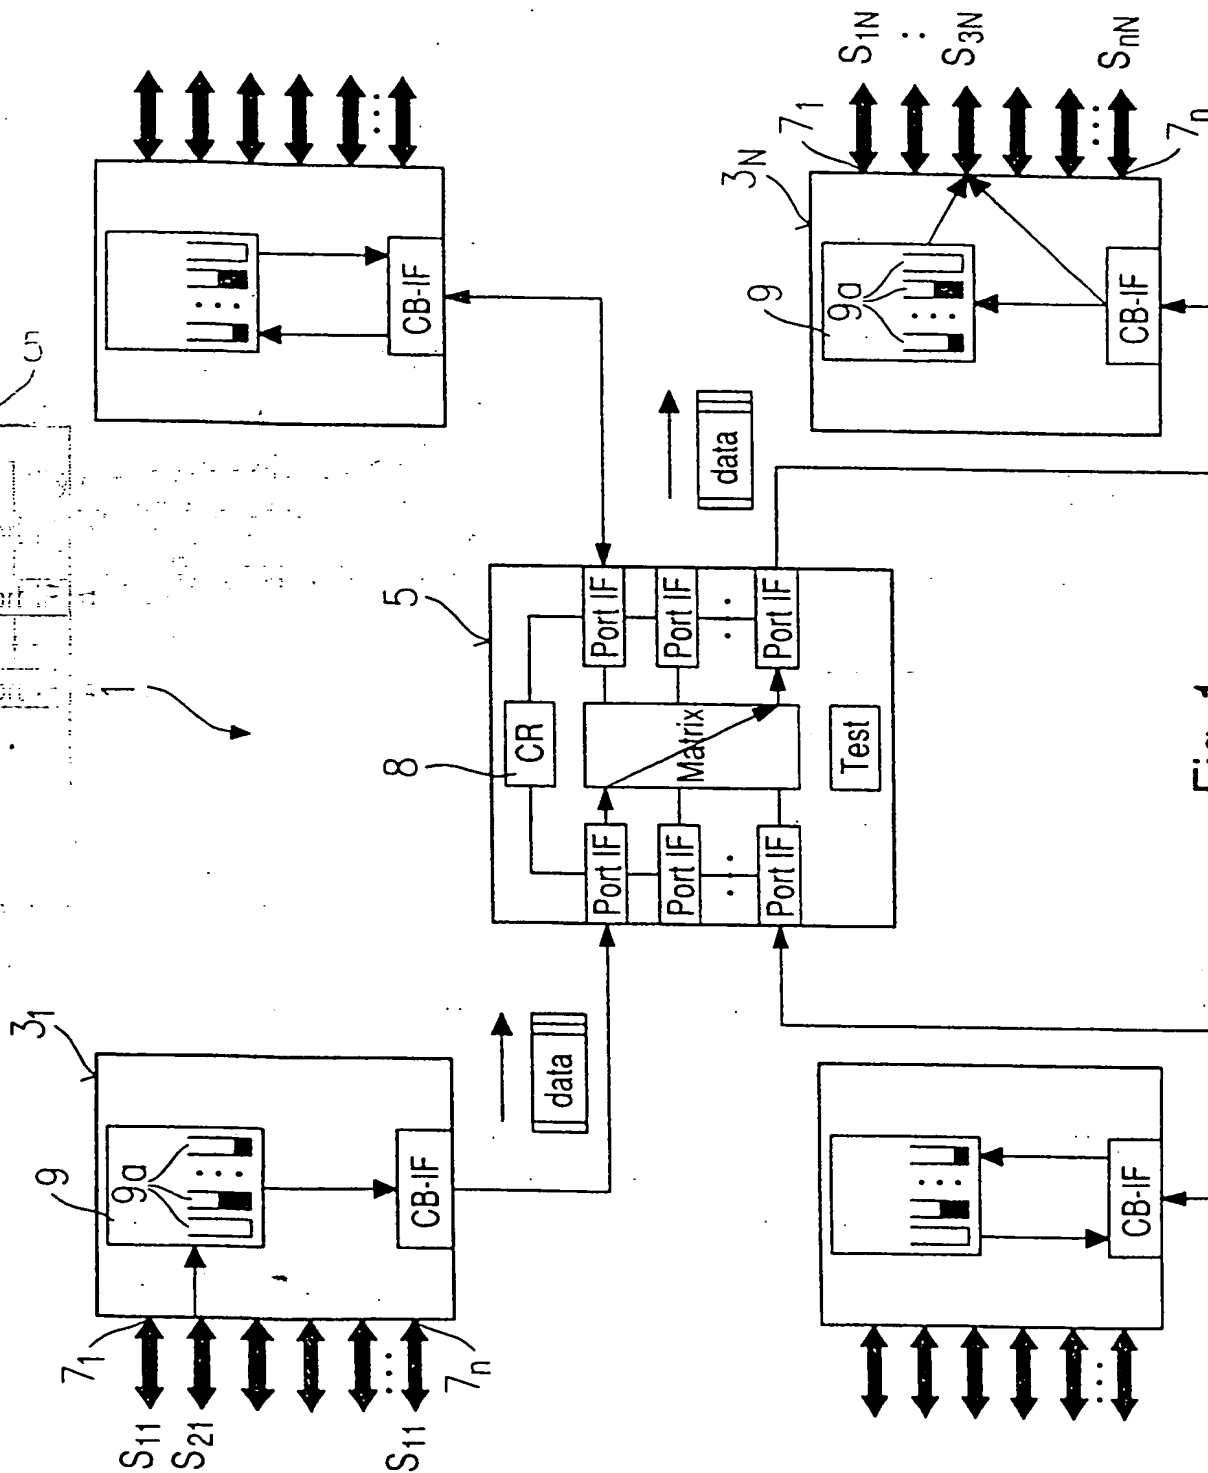 1
3₁
9
9a
7₁
S₁₁
S₂₁
S₁₁
7ₙ
CB-IF
data
CB-IF
5
8
CR
Port IF
Port IF
Port IF
Matrix
Port IF
Port IF
Port IF
Test
data
CB-IF
3_N
9
9a
7₁
S₁N
:
S₃N
SₙN
7ₙ
CB-IF